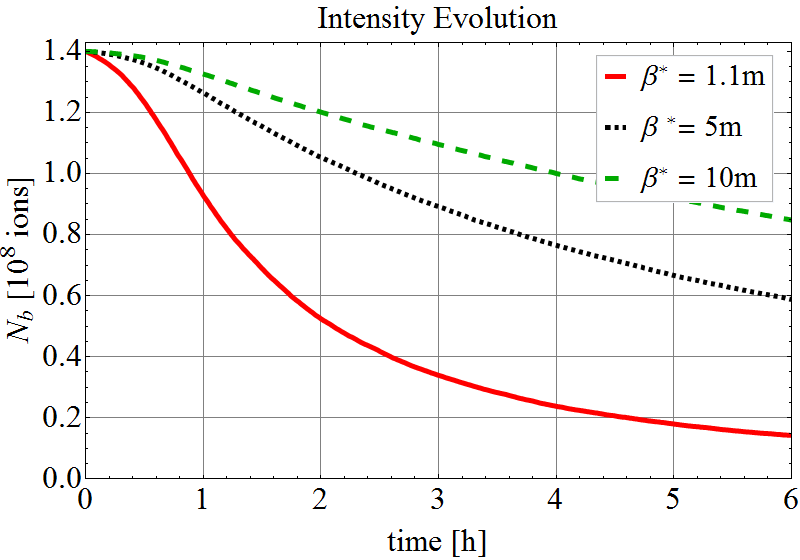 Intensity Evolution
β* = 1.1m
β *= 5m
β* = 10m
1.4
1.2
1.0
0.8
0.6
0.4
0.2
0.0
N_b [10^8 ions]
0 1 2 3 4 5 6
time [h]